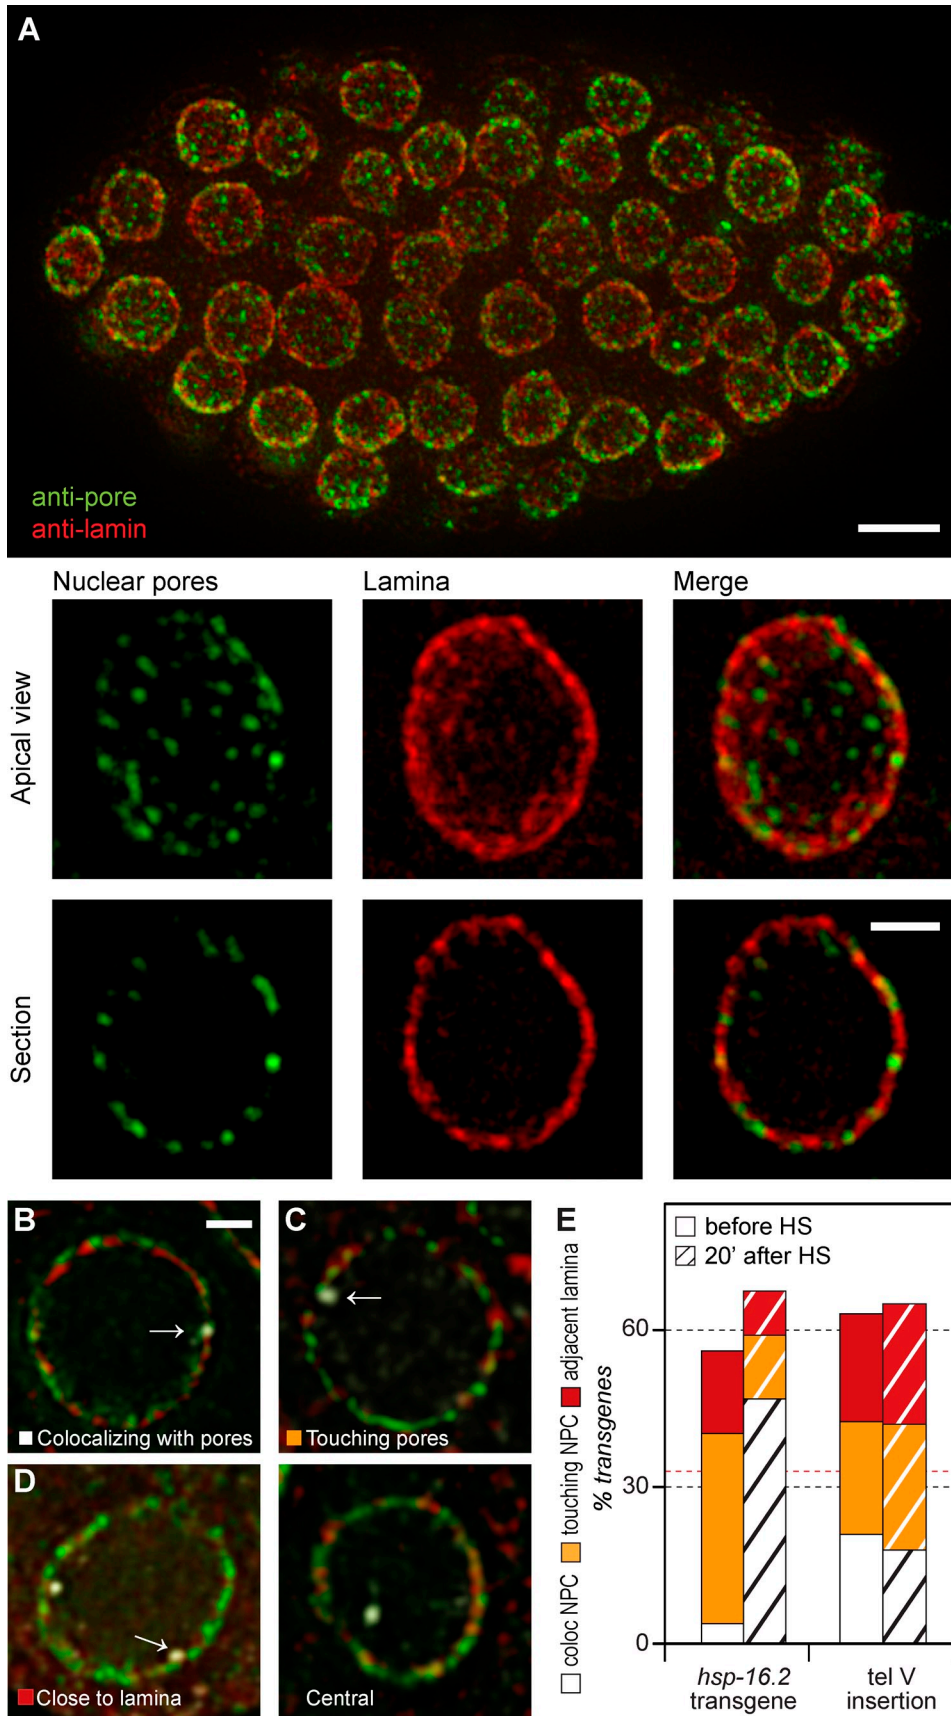 A
anti-pore
anti-lamin
Nuclear pores
Lamina
Merge
Apical view
Section
B
Colocalizing with pores
C
Touching pores
D
Close to lamina
Central
E
coloc NPC
touching NPC
adjacent lamina
% transgenes
before HS
20’ after HS
60
30
0
hsp-16.2
transgene
tel V
insertion